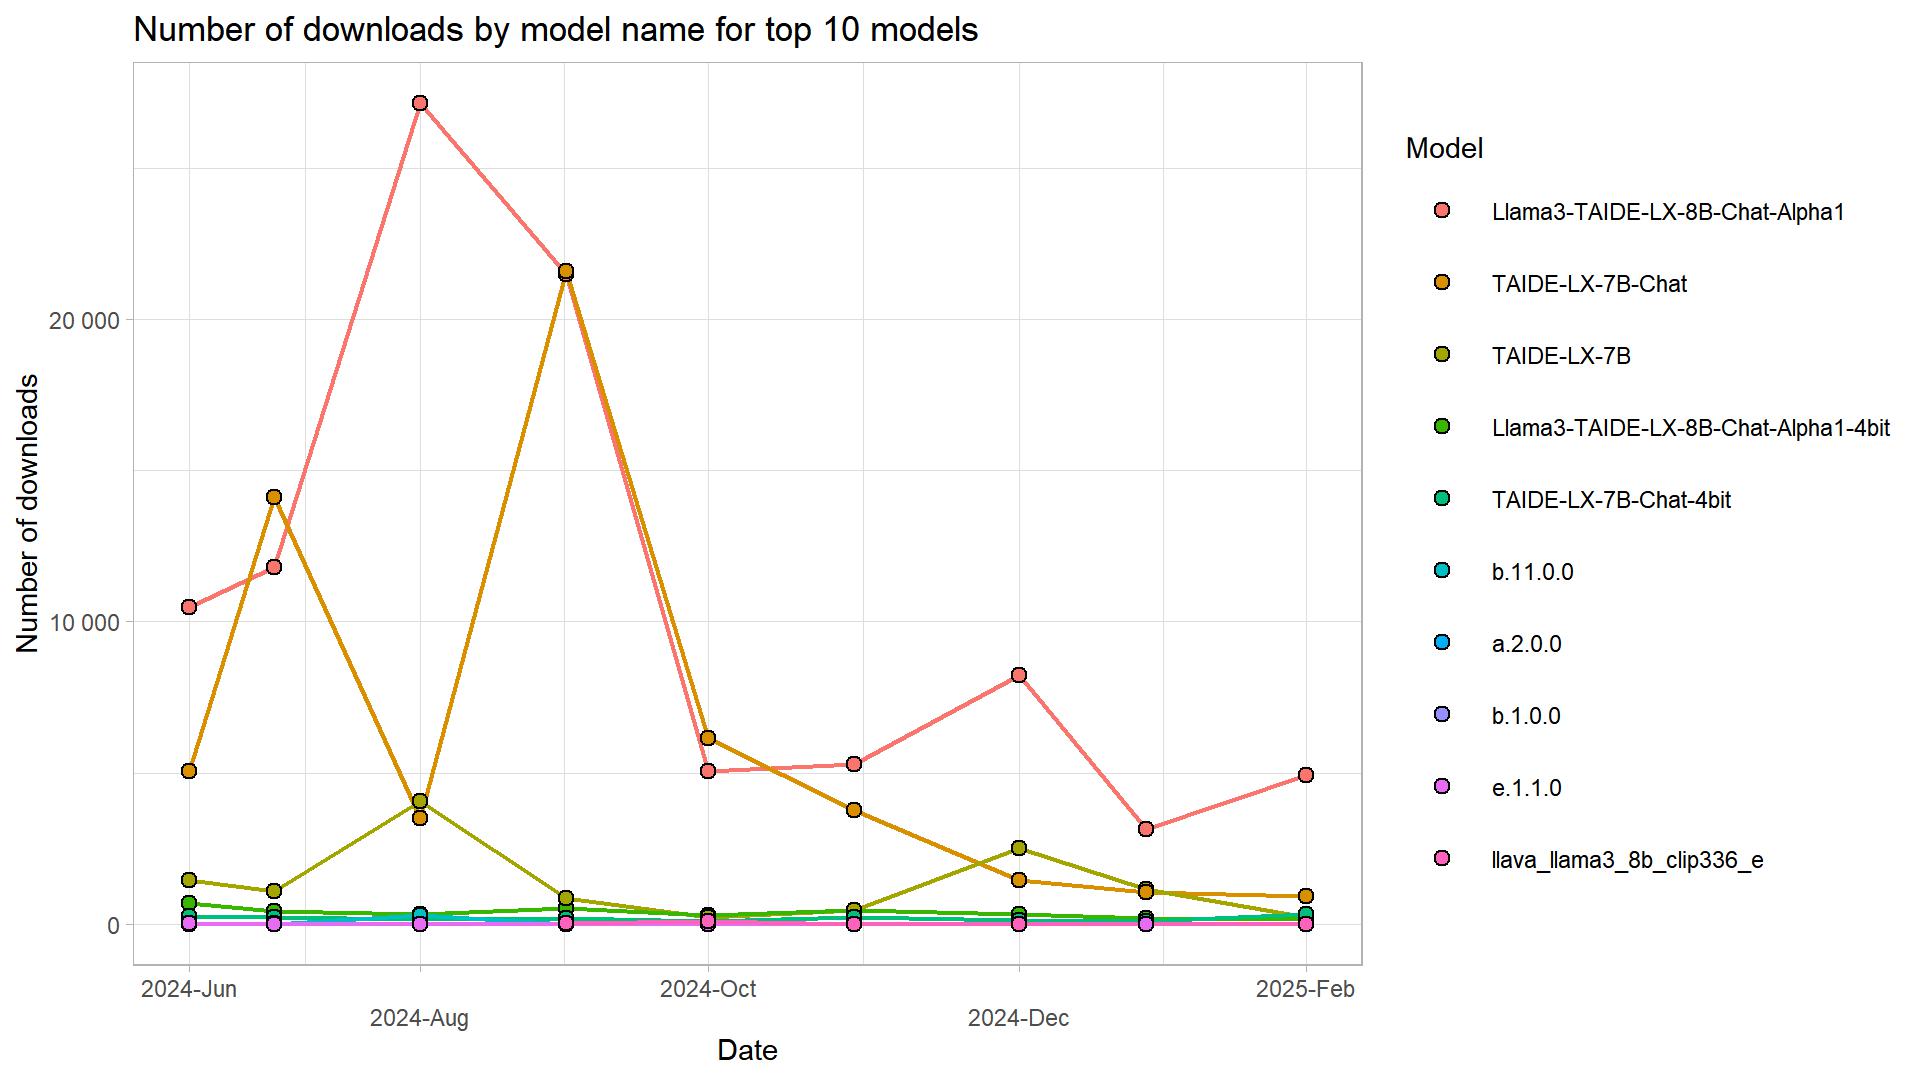 Number of downloads by model name for top 10 models
Number of downloads
20 000
10 000
0
2024-Jun
2024-Aug
2024-Oct
2024-Dec
2025-Feb
Date
Model
Llama3-TAIDE-LX-8B-Chat-Alpha1
TAIDE-LX-7B-Chat
TAIDE-LX-7B
Llama3-TAIDE-LX-8B-Chat-Alpha1-4bit
TAIDE-LX-7B-Chat-4bit
b.11.0.0
a.2.0.0
b.1.0.0
e.1.1.0
llava_llama3_8b_clip336_e